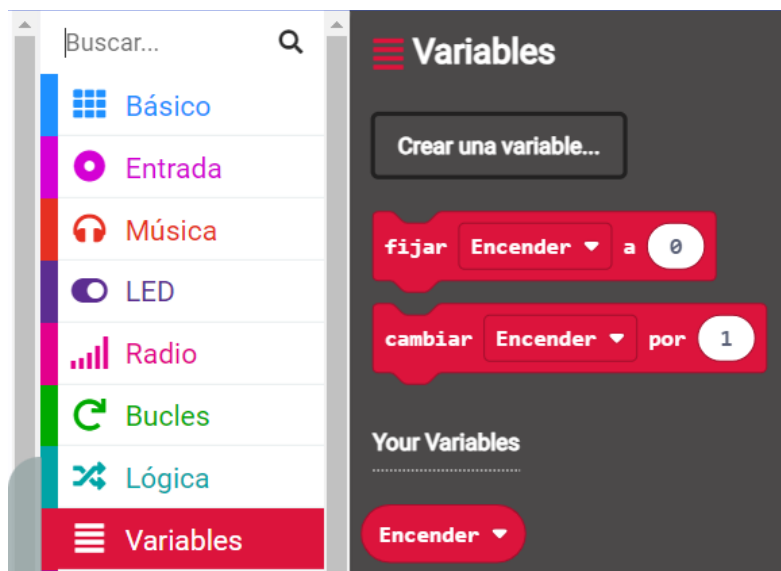 Buscar...
Básico
Entrada
Música
LED
Radio
Bucles
Lógica
Variables
Variables
Crear una variable...
fijar Encender a 0
cambiar Encender por 1
Your Variables
Encender